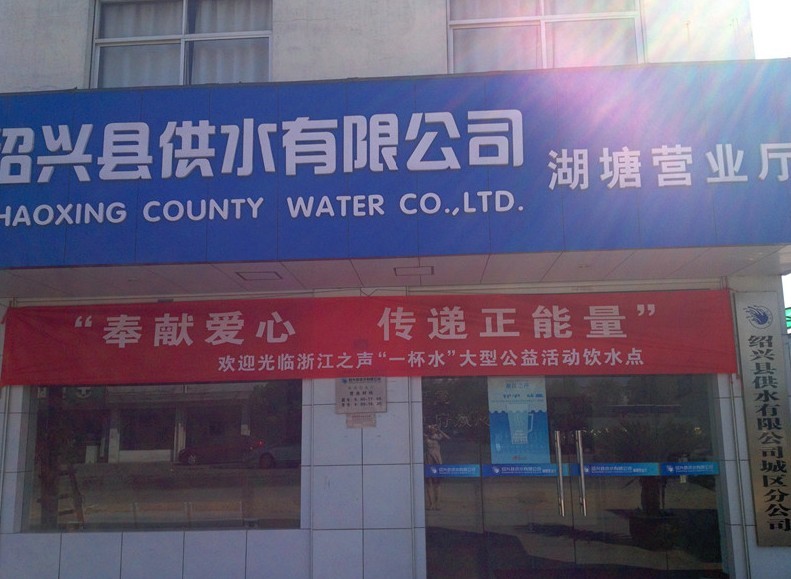 绍兴县供水有限公司 湖塘营业厅
HAOXING COUNTY WATER CO.,LTD.
“奉献爱心 传递正能量”
欢迎光临浙江之声“一杯水”大型公益活动饮水点
绍兴县供水有限公司城区分公司